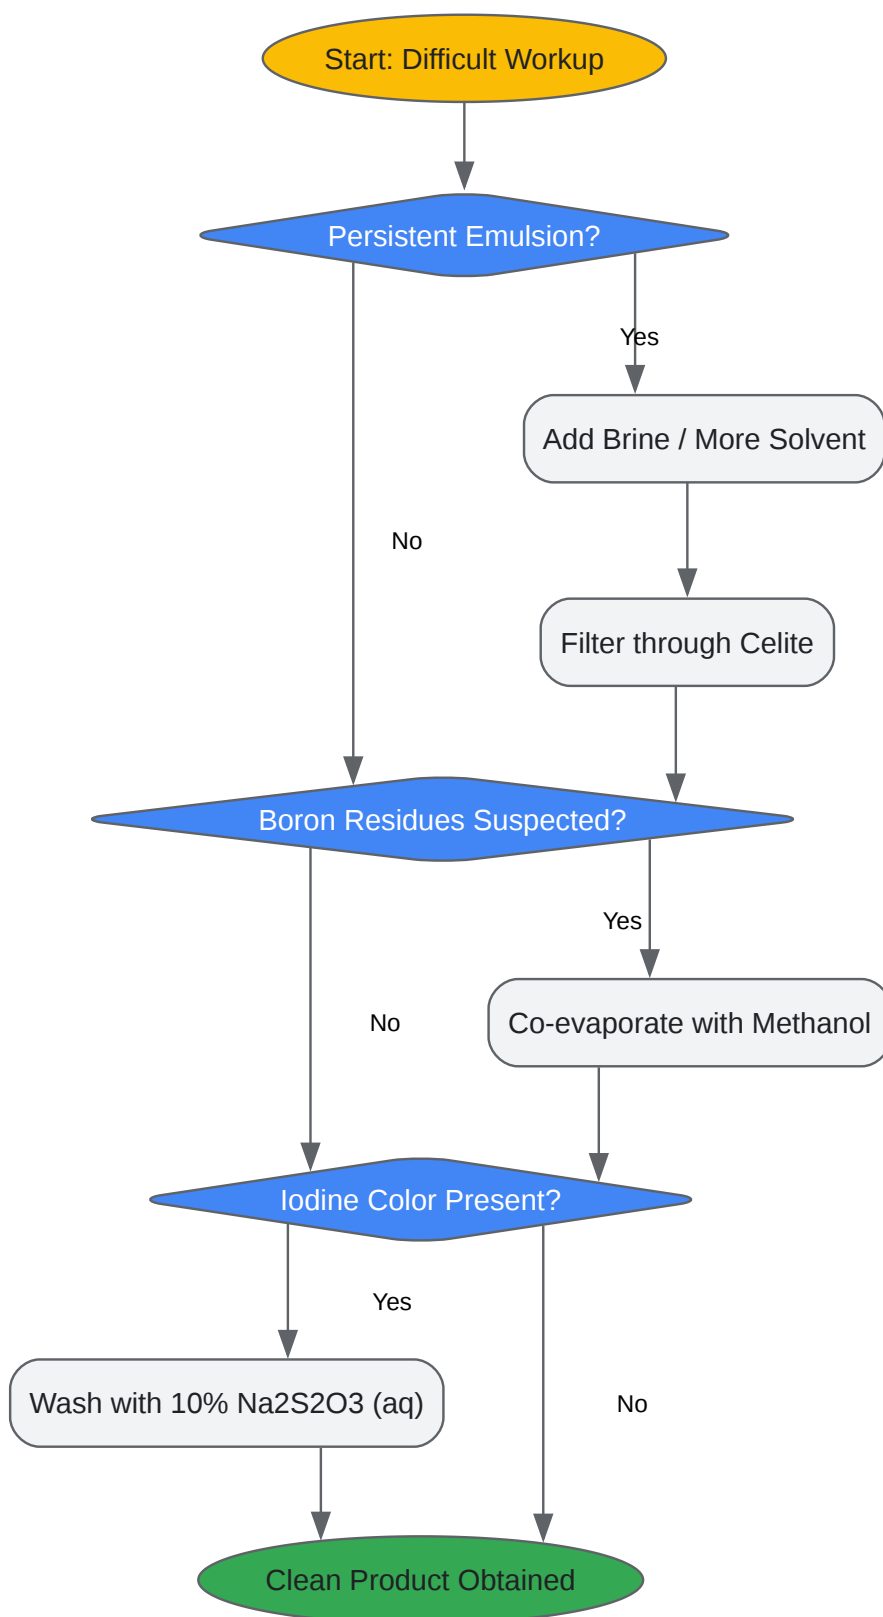 Start: Difficult Workup
Persistent Emulsion?
Yes
Add Brine / More Solvent
No
Filter through Celite
Boron Residues Suspected?
Yes
Co-evaporate with Methanol
No
Iodine Color Present?
Yes
Wash with 10% Na2S2O3 (aq)
No
Clean Product Obtained